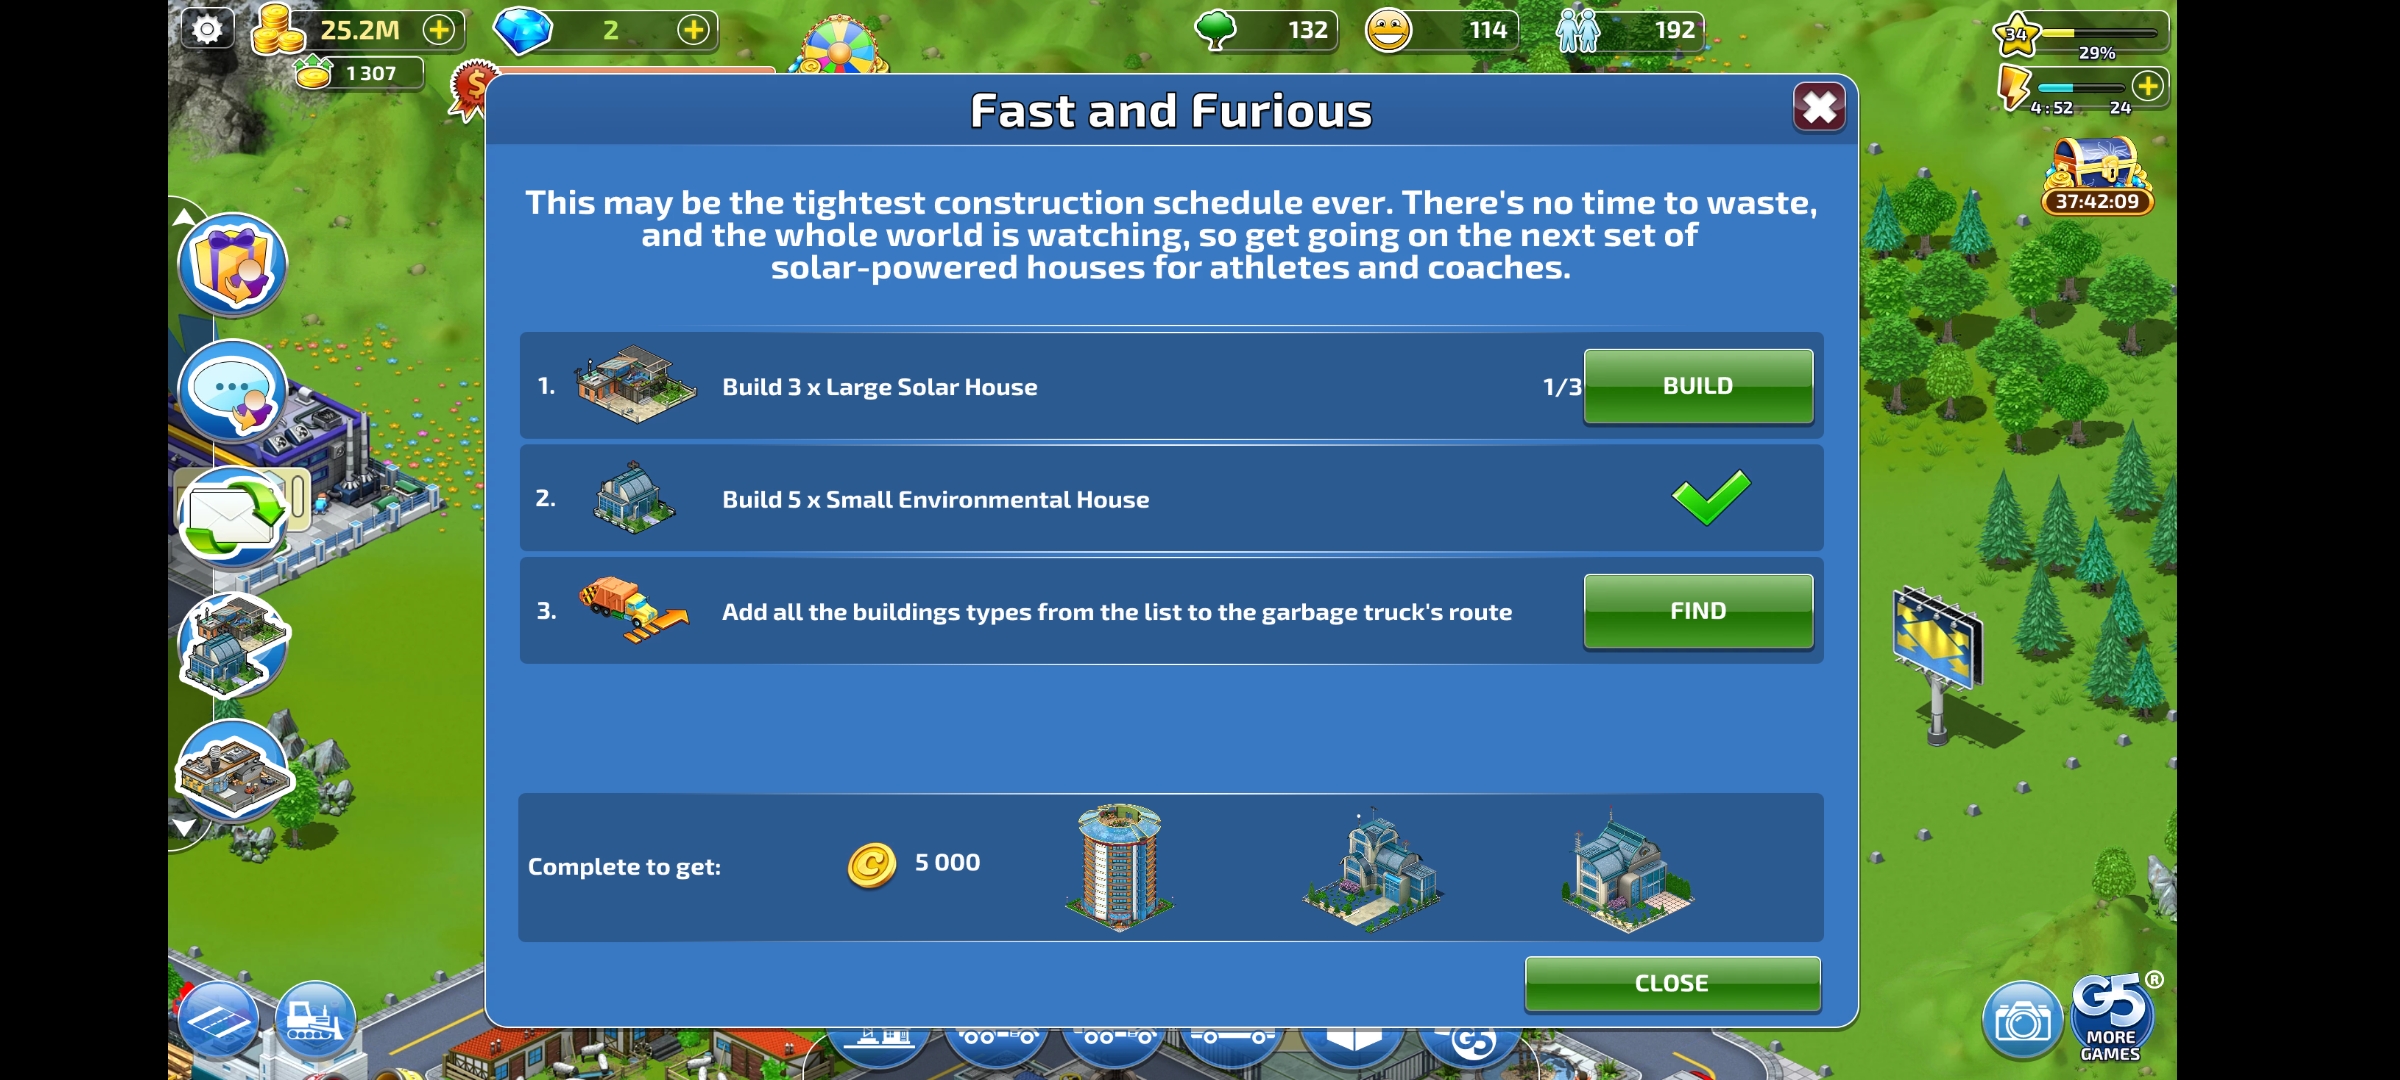 25.2M
2
132
114
192
34
29%
1 307
4:52
24
37:42:09
Fast and Furious
This may be the tightest construction schedule ever. There's no time to waste,
and the whole world is watching, so get going on the next set of
solar-powered houses for athletes and coaches.
1.
Build 3 x Large Solar House
1/3
BUILD
2.
Build 5 x Small Environmental House
3.
Add all the buildings types from the list to the garbage truck's route
FIND
Complete to get:
5 000
CLOSE
G5
G5®
MORE
GAMES